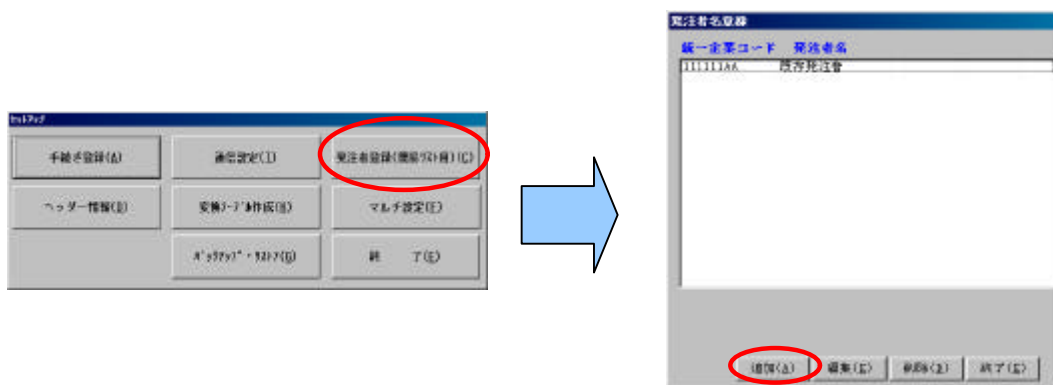 セットアップ
手続き登録(A)
通信設定(I)
発注者登録(簡易リスト用)(C)
ヘッダー情報(D)
変換テーブル作成(H)
マルチ設定(F)
バックアップ・リストア(G)
終 了(E)
発注者名登録
統一企業コード 発注者名
111111AA 既存発注者
追加(A) 編集(E) 削除(D) 終了(E)